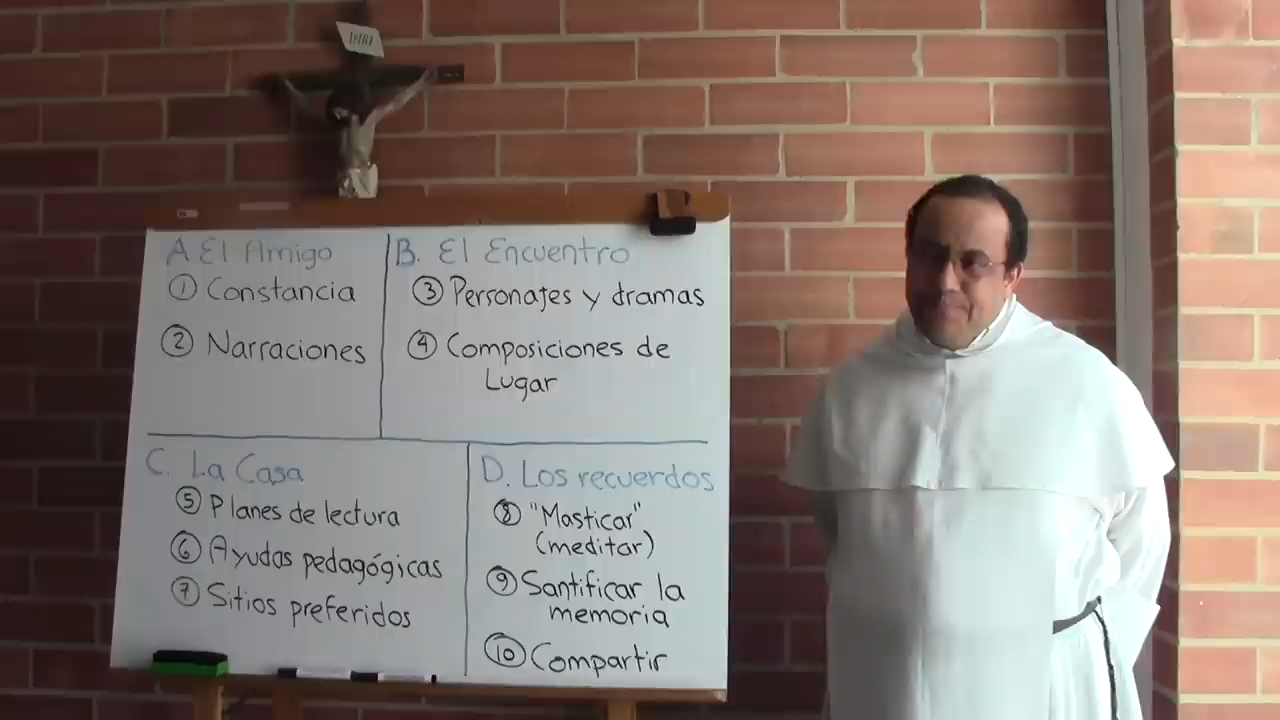 INRI
A. El Amigo
① Constancia
② Narraciones
B. El Encuentro
③ Personajes y dramas
④ Composiciones de
Lugar
C. La Casa
⑤ Planes de lectura
⑥ Ayudas pedagógicas
⑦ Sitios preferidos
D. Los recuerdos
⑧ "Masticar"
(meditar)
⑨ Santificar la
memoria
⑩ Compartir